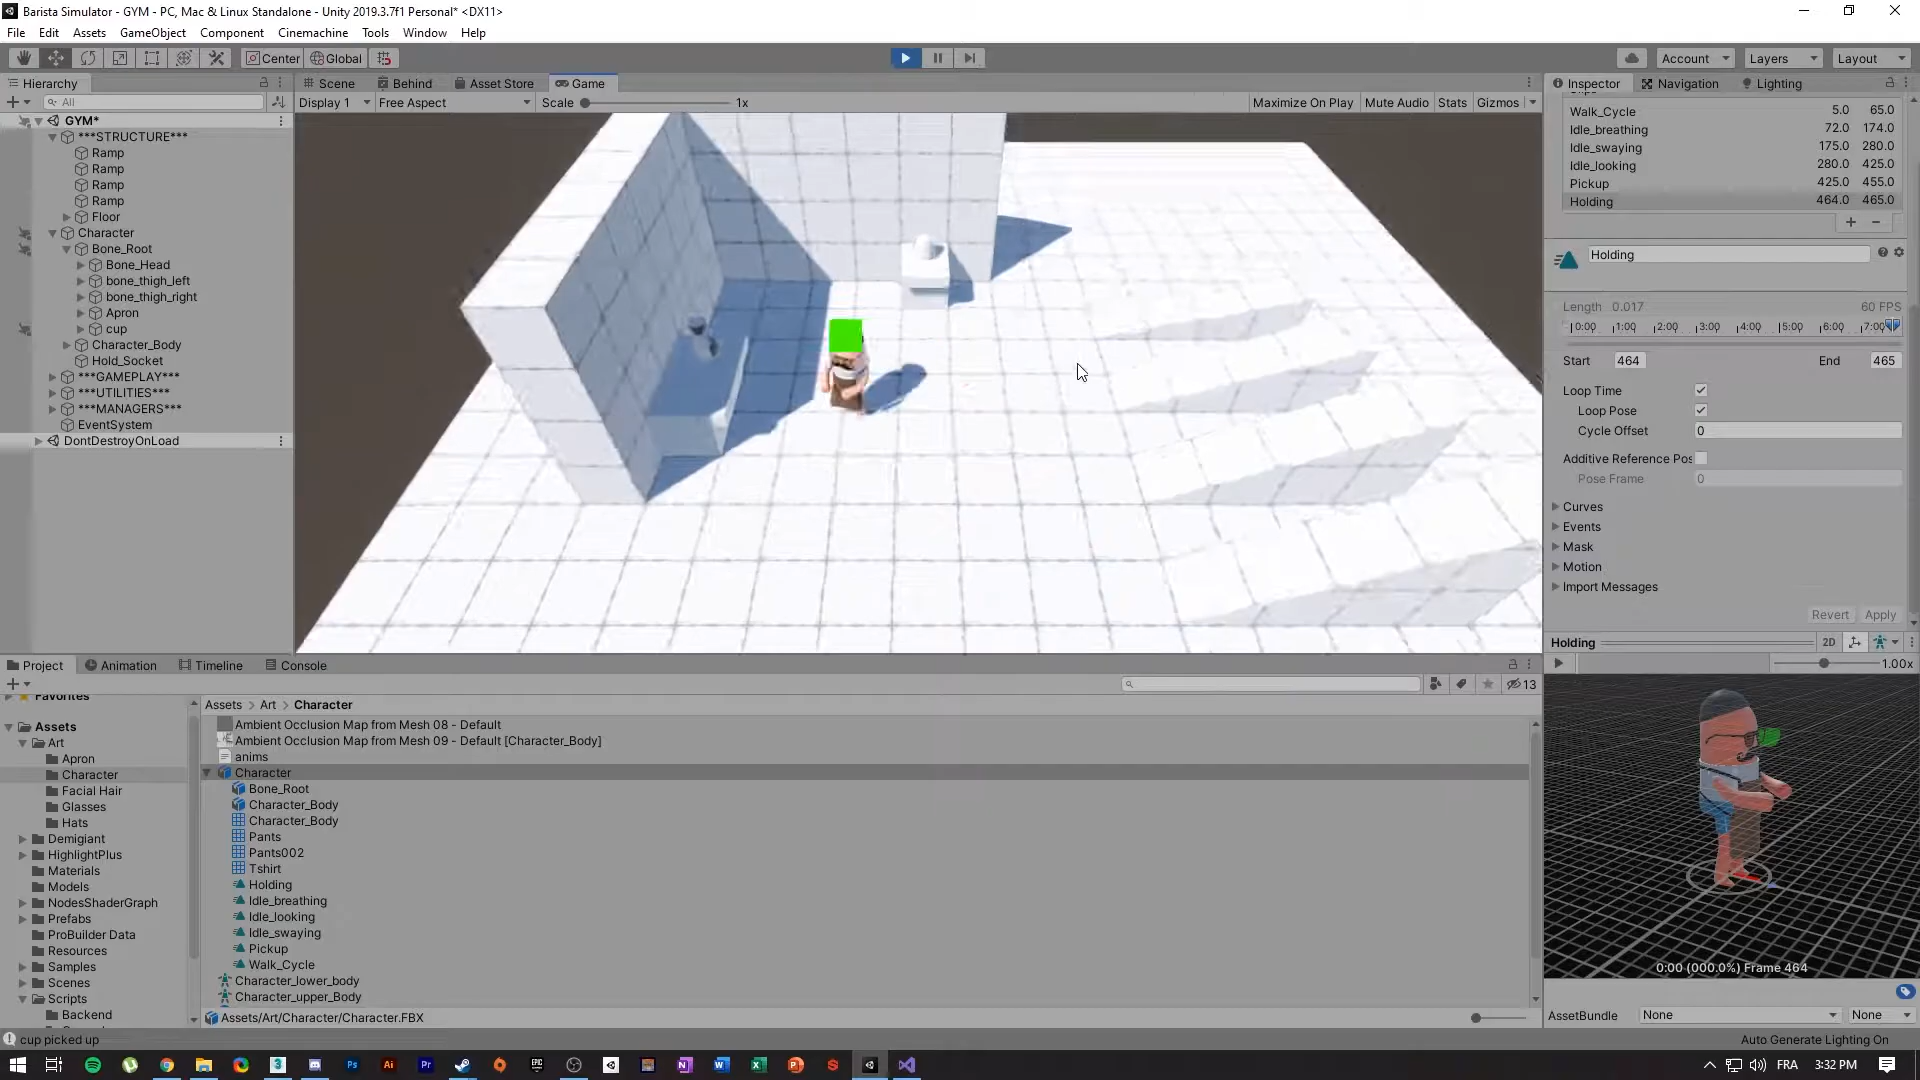 Barista Simulator - GYM - PC, Mac & Linux Standalone - Unity 2019.3.7f1 Personal* <DX11>
File Edit Assets GameObject Component Cinemachine Tools Window Help
Center Global Account Layers Layout
Hierarchy Scene Behind Asset Store Game Inspector Navigation Lighting
All Display 1 Free Aspect Scale 1x Maximize On Play Mute Audio Stats Gizmos
GYM*
***STRUCTURE***
Ramp
Ramp
Ramp
Ramp
Floor
Character
Bone_Root
Bone_Head
bone_thigh_left
bone_thigh_right
Apron
cup
Character_Body
Hold_Socket
***GAMEPLAY***
***UTILITIES***
***MANAGERS***
EventSystem
DontDestroyOnLoad
Walk_Cycle 5.0 65.0
Idle_breathing 72.0 174.0
Idle_swaying 175.0 280.0
Idle_looking 280.0 425.0
Pickup 425.0 455.0
Holding 464.0 465.0
Holding
Length 0.017 60 FPS
0:00 1:00 2:00 3:00 4:00 5:00 6:00 7:00
Start 464 End 465
Loop Time
Loop Pose
Cycle Offset 0
Additive Reference Pos
Pose Frame 0
Curves
Events
Mask
Motion
Import Messages
Revert Apply
Holding 2D
1.00x
0:00 (000.0%) Frame 464
AssetBundle None None
Project Animation Timeline Console
13
Favorites
Assets
Art
Apron
Character
Facial Hair
Glasses
Hats
Demigiant
HighlightPlus
Materials
Models
NodesShaderGraph
Prefabs
ProBuilder Data
Resources
Samples
Scenes
Scripts
Backend
Assets > Art > Character
Ambient Occlusion Map from Mesh 08 - Default
Ambient Occlusion Map from Mesh 09 - Default [Character_Body]
anims
Character
Bone_Root
Character_Body
Character_Body
Pants
Pants002
Tshirt
Holding
Idle_breathing
Idle_looking
Idle_swaying
Pickup
Walk_Cycle
Character_lower_body
Character_upper_Body
Assets/Art/Character/Character.FBX
cup picked up Auto Generate Lighting On
FRA 3:32 PM